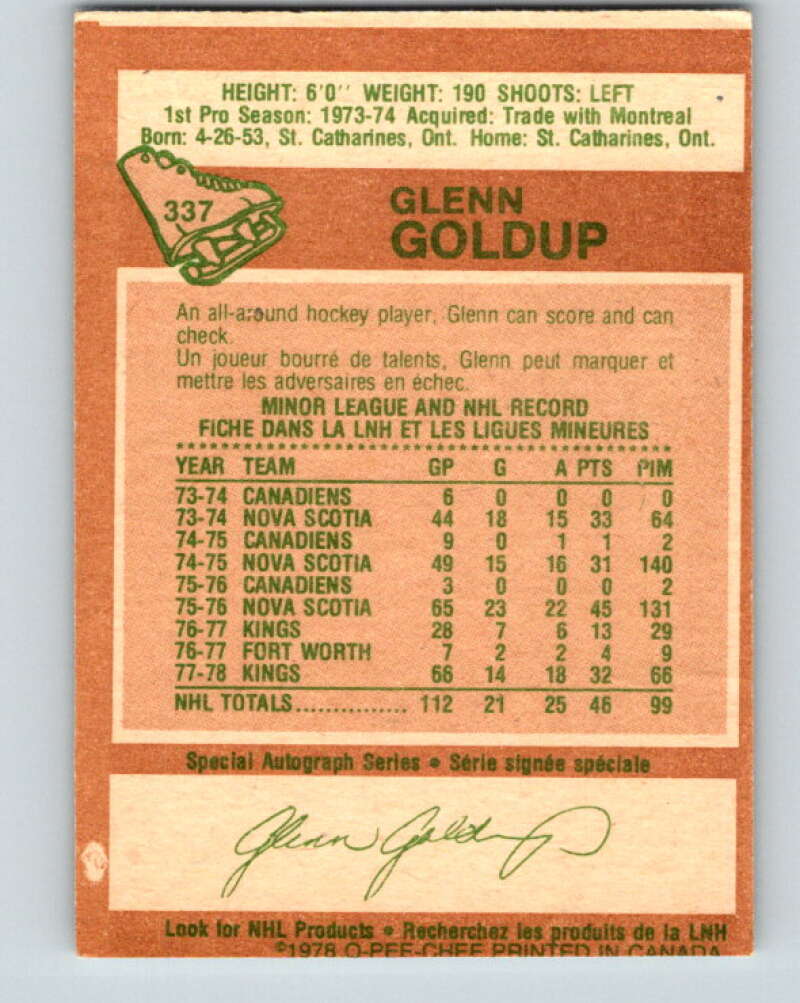 HEIGHT: 6'0'' WEIGHT: 190 SHOOTS: LEFT
1st Pro Season: 1973-74 Acquired: Trade with Montreal
Born: 4-26-53, St. Catharines, Ont. Home: St. Catharines, Ont.
337
GLENN
GOLDUP
An all-around hockey player, Glenn can score and can
check.
Un joueur bourré de talents, Glenn peut marquer et
mettre les adversaires en échec.
MINOR LEAGUE AND NHL RECORD
FICHE DANS LA LNH ET LES LIGUES MINEURES
YEAR TEAM GP G A PTS PIM
73-74 CANADIENS 6 0 0 0 0
73-74 NOVA SCOTIA 44 18 15 33 64
74-75 CANADIENS 9 0 1 1 2
74-75 NOVA SCOTIA 49 15 16 31 140
75-76 CANADIENS 3 0 0 0 2
75-76 NOVA SCOTIA 65 23 22 45 131
76-77 KINGS 28 7 6 13 29
76-77 FORT WORTH 7 2 2 4 9
77-78 KINGS 66 14 18 32 66
NHL TOTALS............... 112 21 25 46 99
Special Autograph Series • Série signée spéciale
Glenn Goldup
Look for NHL Products • Recherchez les produits de la LNH
©1978 O-PEE-CHEE PRINTED IN CANADA